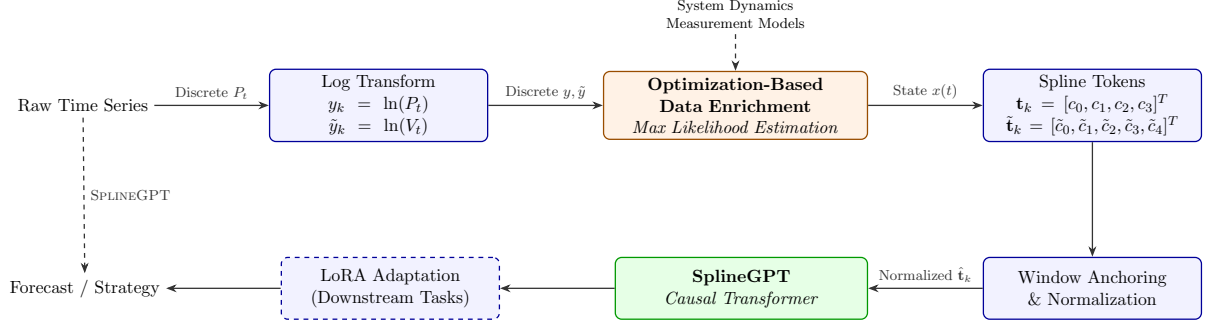 System Dynamics
Measurement Models
Raw Time Series
Discrete P_t
Log Transform
y_k = ln(P_t)
ỹ_k = ln(V_t)
Discrete y, ỹ
Optimization-Based
Data Enrichment
Max Likelihood Estimation
State x(t)
Spline Tokens
t_k = [c_0, c_1, c_2, c_3]^T
t̃_k = [c̃_0, c̃_1, c̃_2, c̃_3, c̃_4]^T
SPLINEGPT
Forecast / Strategy
LoRA Adaptation
(Downstream Tasks)
SplineGPT
Causal Transformer
Normalized t̂_k
Window Anchoring
& Normalization